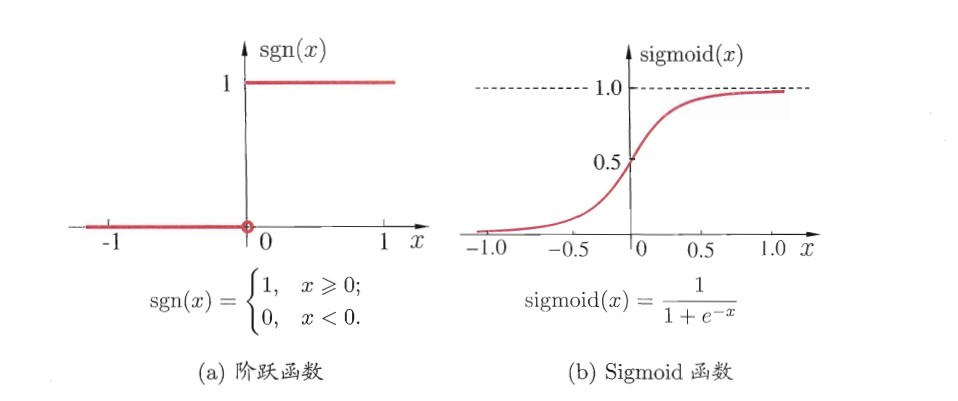 sgn(x)
1
-1
0
1
x
sgn(x) = { 1, x ⩾ 0;
0, x < 0.
(a) 阶跃函数
sigmoid(x)
1.0
0.5
−1.0
−0.5
0
0.5
1.0
x
sigmoid(x) = 1 / (1 + e^{−x})
(b) Sigmoid 函数